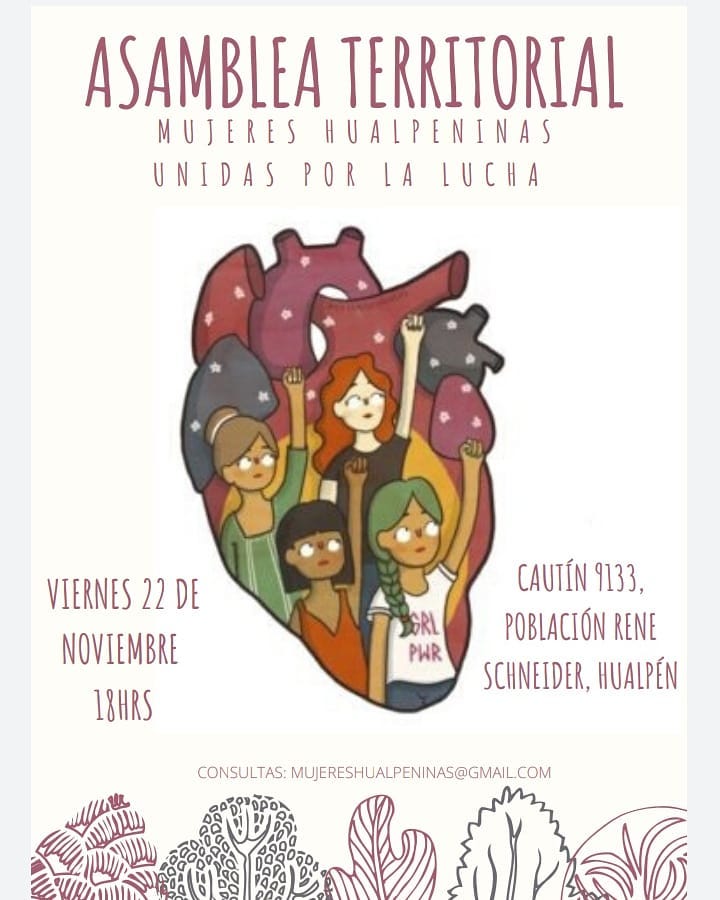 ASAMBLEA TERRITORIAL
MUJERES HUALPENINAS
UNIDAS POR LA LUCHA
GRL
PWR
VIERNES 22 DE
NOVIEMBRE
18HRS
CAUTÍN 9133,
POBLACIÓN RENE
SCHNEIDER, HUALPÉN
CONSULTAS: MUJERESHUALPENINAS@GMAIL.COM